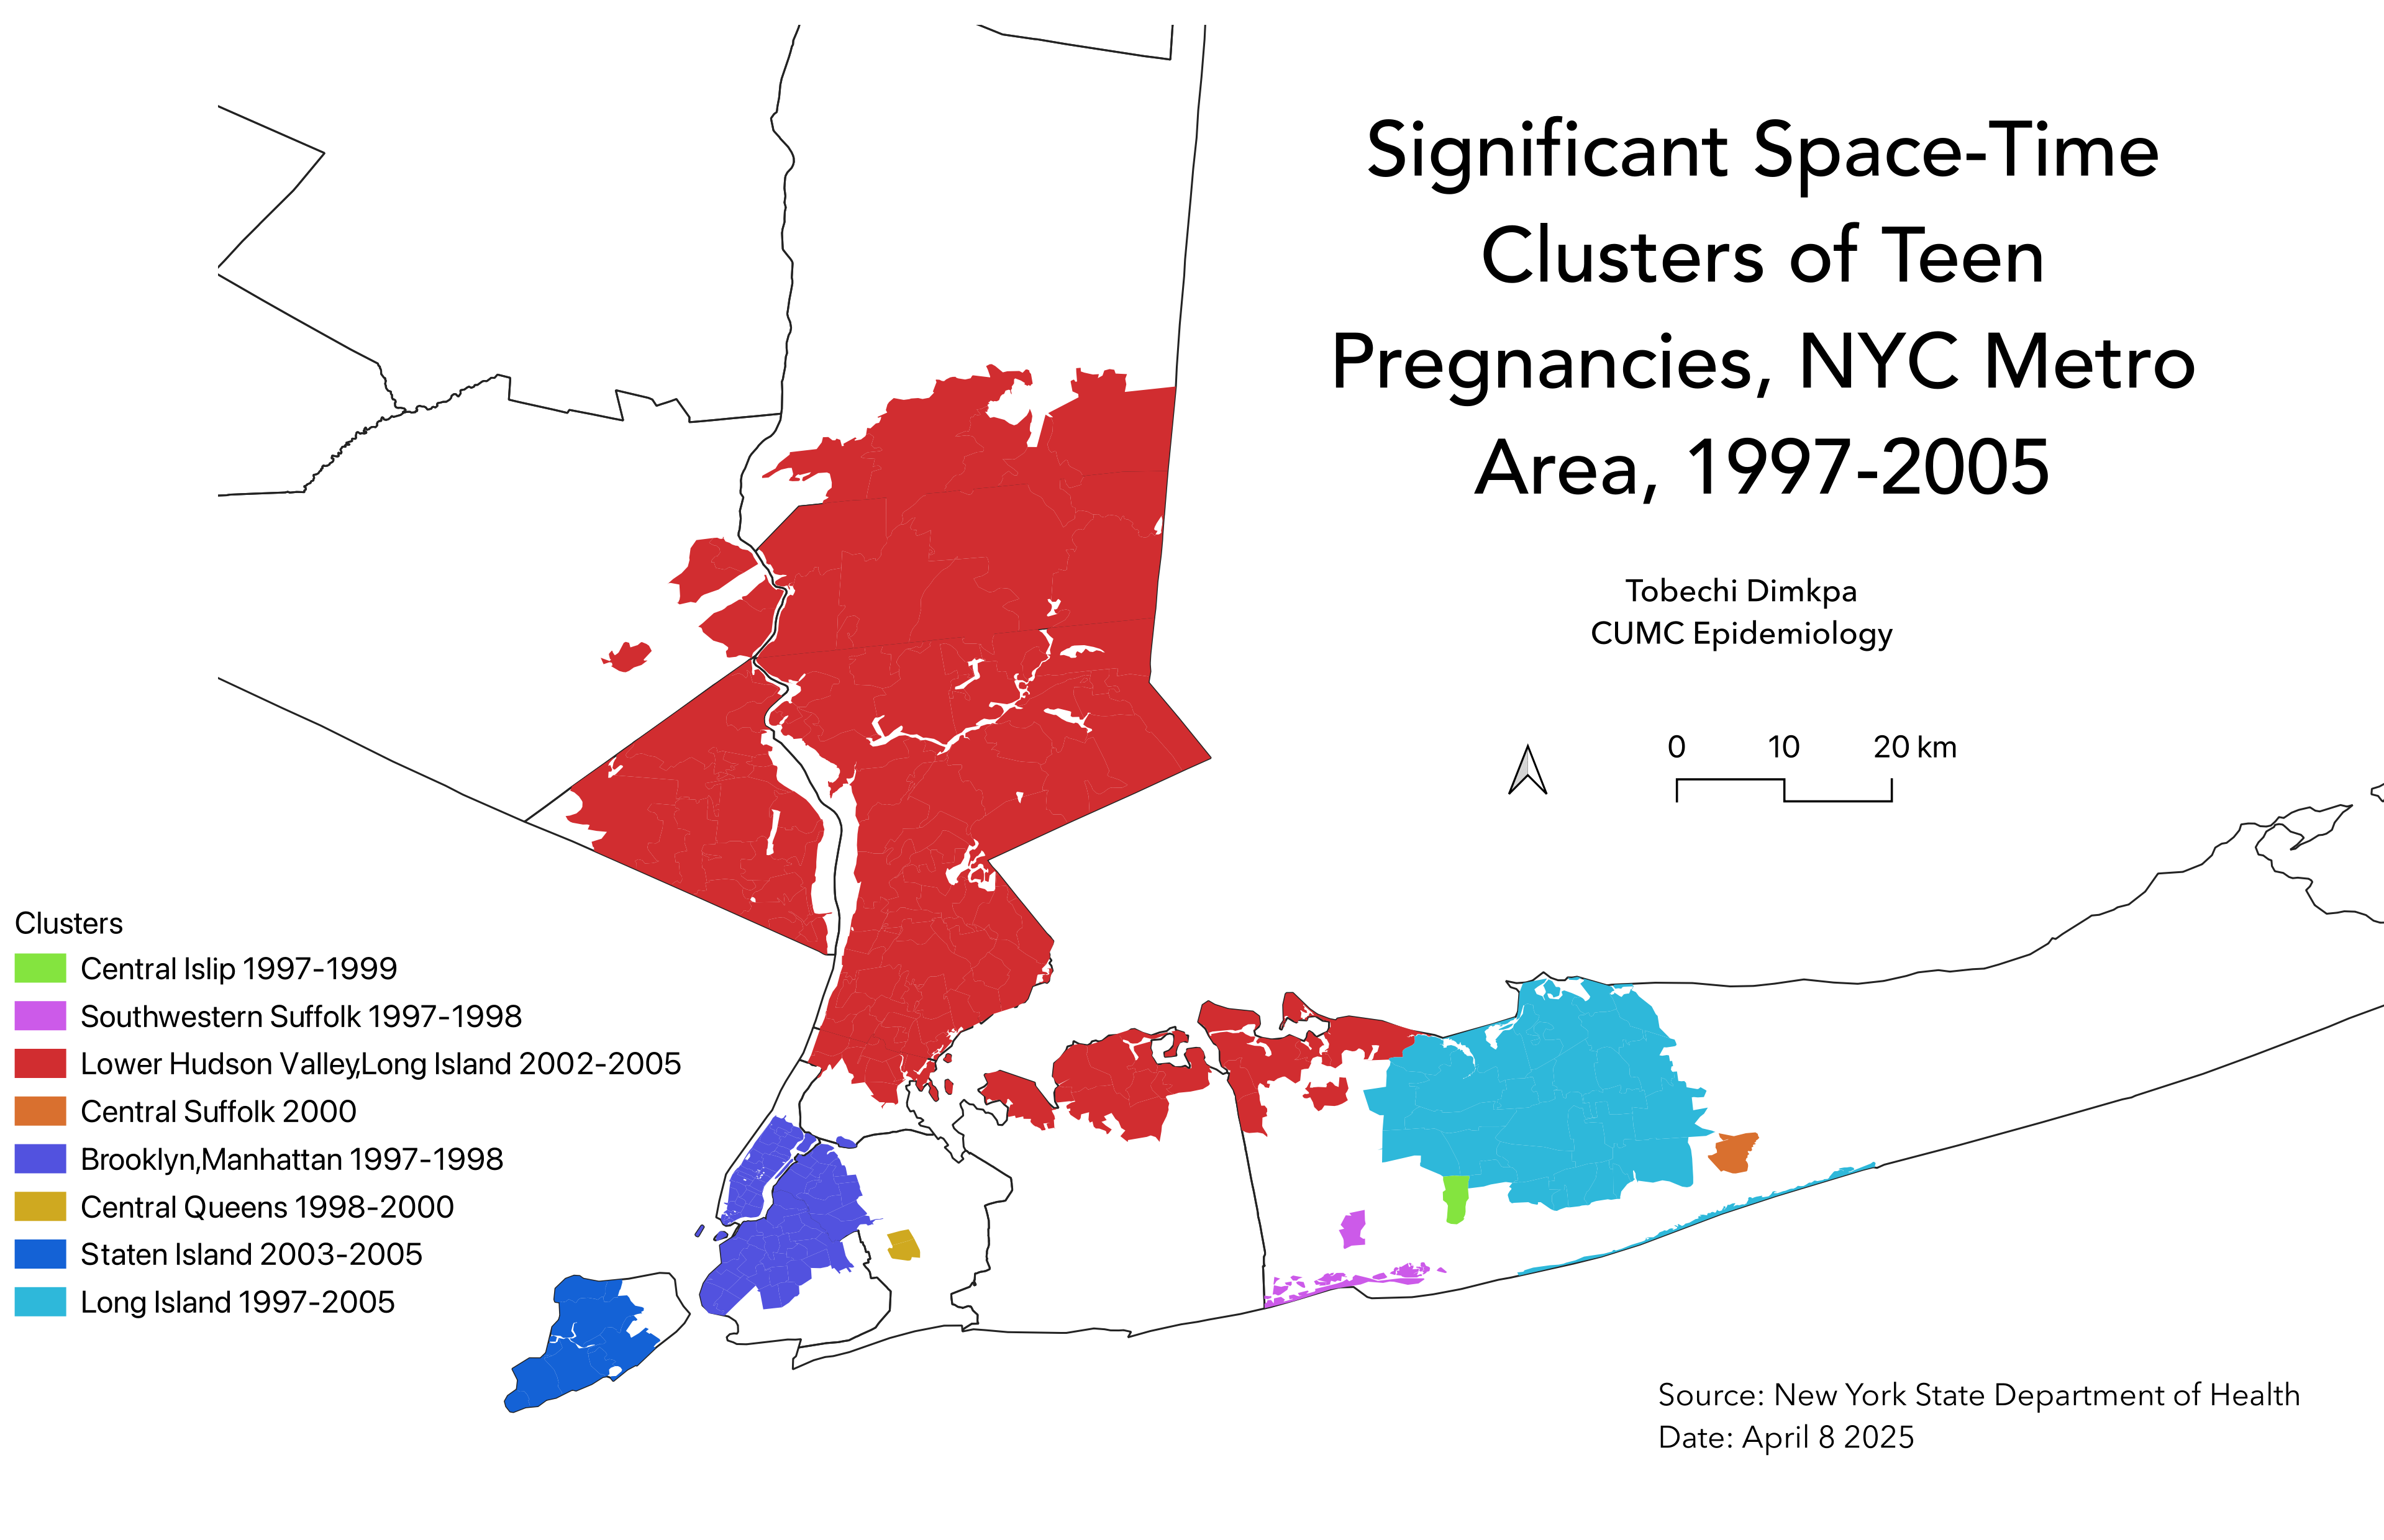 Significant Space-Time
Clusters of Teen
Pregnancies, NYC Metro
Area, 1997-2005
Tobechi Dimkpa
CUMC Epidemiology
0 10 20 km
Clusters
Central Islip 1997-1999
Southwestern Suffolk 1997-1998
Lower Hudson Valley,Long Island 2002-2005
Central Suffolk 2000
Brooklyn,Manhattan 1997-1998
Central Queens 1998-2000
Staten Island 2003-2005
Long Island 1997-2005
Source: New York State Department of Health
Date: April 8 2025